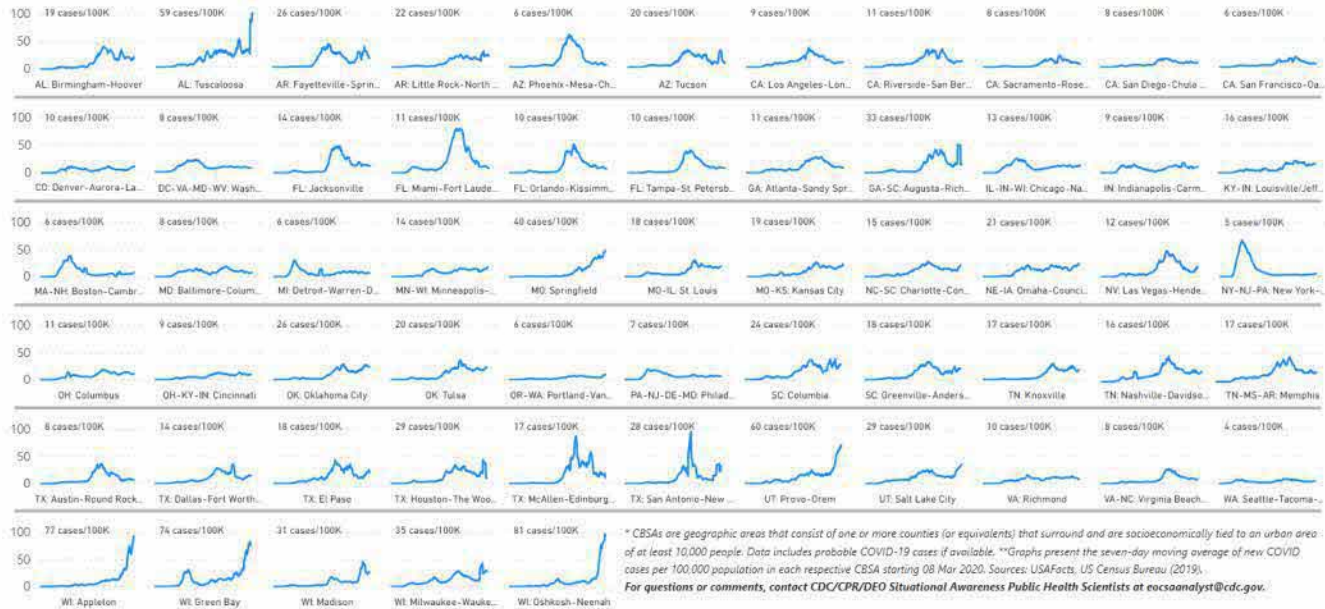 100 19 cases/100K 59 cases/100K 26 cases/100K 22 cases/100K 6 cases/100K 20 cases/100K 9 cases/100K 11 cases/100K 8 cases/100K 8 cases/100K 6 cases/100K
50
0
AL: Birmingham-Hoover AL: Tuscaloosa AR: Fayetteville-Sprin... AR: Little Rock-North ... AZ: Phoenix-Mesa-Ch... AZ: Tucson CA: Los Angeles-Lon... CA: Riverside-San Ber... CA: Sacramento-Rose... CA: San Diego-Chula ... CA: San Francisco-Oa...
100 10 cases/100K 8 cases/100K 14 cases/100K 11 cases/100K 10 cases/100K 10 cases/100K 11 cases/100K 33 cases/100K 13 cases/100K 9 cases/100K 16 cases/100K
50
0
CO: Denver-Aurora-La... DC-VA-MD-WV: Wash... FL: Jacksonville FL: Miami-Fort Laude... FL: Orlando-Kissimm... FL: Tampa-St. Petersb... GA: Atlanta-Sandy Spr... GA-SC: Augusta-Rich... IL-IN-WI: Chicago-Na... IN: Indianapolis-Carm... KY-IN: Louisville/Jeff...
100 6 cases/100K 8 cases/100K 6 cases/100K 14 cases/100K 40 cases/100K 18 cases/100K 19 cases/100K 15 cases/100K 21 cases/100K 12 cases/100K 5 cases/100K
50
0
MA-NH: Boston-Cambr... MD: Baltimore-Colum... MI: Detroit-Warren-D... MN-WI: Minneapolis-... MO: Springfield MO-IL: St. Louis MO-KS: Kansas City NC-SC: Charlotte-Con... NE-IA: Omaha-Counci... NV: Las Vegas-Hende... NY-NJ-PA: New York-...
100 11 cases/100K 9 cases/100K 26 cases/100K 20 cases/100K 6 cases/100K 7 cases/100K 24 cases/100K 18 cases/100K 17 cases/100K 16 cases/100K 17 cases/100K
50
0
OH: Columbus OH-KY-IN: Cincinnati OK: Oklahoma City OK: Tulsa OR-WA: Portland-Van... PA-NJ-DE-MD: Philad... SC: Columbia SC: Greenville-Anders... TN: Knoxville TN: Nashville-Davidso... TN-MS-AR: Memphis
100 8 cases/100K 14 cases/100K 18 cases/100K 29 cases/100K 17 cases/100K 28 cases/100K 60 cases/100K 29 cases/100K 10 cases/100K 8 cases/100K 4 cases/100K
50
0
TX: Austin-Round Rock... TX: Dallas-Fort Worth... TX: El Paso TX: Houston-The Woo... TX: McAllen-Edinburg... TX: San Antonio-New ... UT: Provo-Orem UT: Salt Lake City VA: Richmond VA-NC: Virginia Beach... WA: Seattle-Tacoma-...
100 77 cases/100K 74 cases/100K 31 cases/100K 35 cases/100K 81 cases/100K
50
0
WI: Appleton WI: Green Bay WI: Madison WI: Milwaukee-Wauke... WI: Oshkosh-Neenah
* CBSAs are geographic areas that consist of one or more counties (or equivalents) that surround and are socioeconomically tied to an urban area
of at least 10,000 people. Data includes probable COVID-19 cases if available. **Graphs present the seven-day moving average of new COVID
cases per 100,000 population in each respective CBSA starting 08 Mar 2020. Sources: USAFacts, US Census Bureau (2019).
For questions or comments, contact CDC/CPR/DEO Situational Awareness Public Health Scientists at eocsaanalyst@cdc.gov.